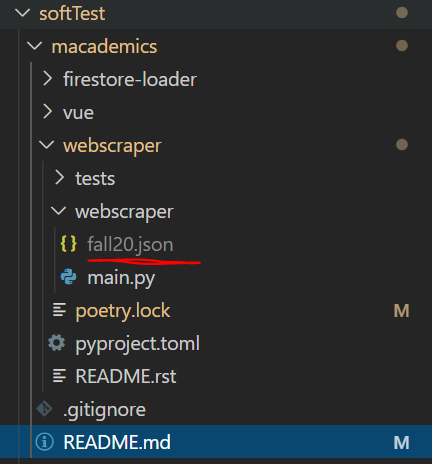 softTest
macademics
firestore-loader
vue
webscraper
tests
webscraper
{} fall20.json
main.py
poetry.lock M
pyproject.toml
README.rst
.gitignore
README.md M